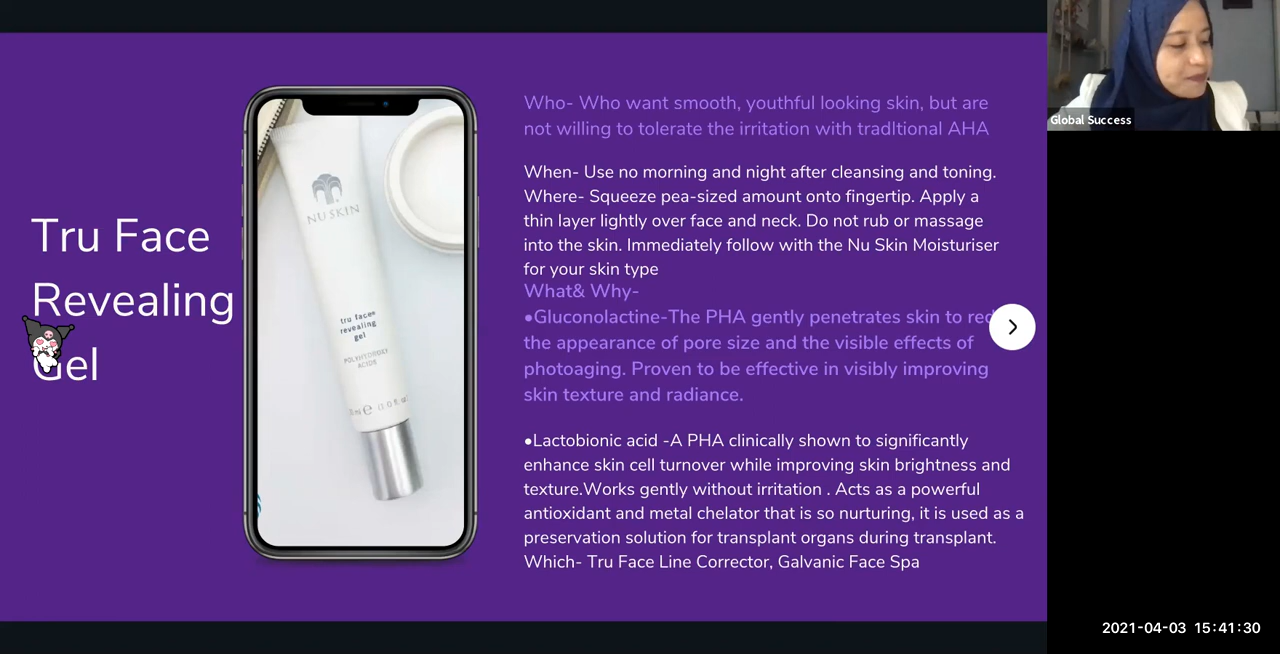 Tru Face
Revealing
Gel
NU SKIN
tru face®
revealing
gel
POLYHYDROXY
ACIDS
Who- Who want smooth, youthful looking skin, but are
not willing to tolerate the irritation with tradItional AHA
When- Use no morning and night after cleansing and toning.
Where- Squeeze pea-sized amount onto fingertip. Apply a
thin layer lightly over face and neck. Do not rub or massage
into the skin. Immediately follow with the Nu Skin Moisturiser
for your skin type
What& Why-
•Gluconolactine-The PHA gently penetrates skin to
the appearance of pore size and the visible effects of
photoaging. Proven to be effective in visibly improving
skin texture and radiance.
•Lactobionic acid -A PHA clinically shown to significantly
enhance skin cell turnover while improving skin brightness and
texture.Works gently without irritation . Acts as a powerful
antioxidant and metal chelator that is so nurturing, it is used as a
preservation solution for transplant organs during transplant.
Which- Tru Face Line Corrector, Galvanic Face Spa
Global Success
2021-04-03 15:41:30